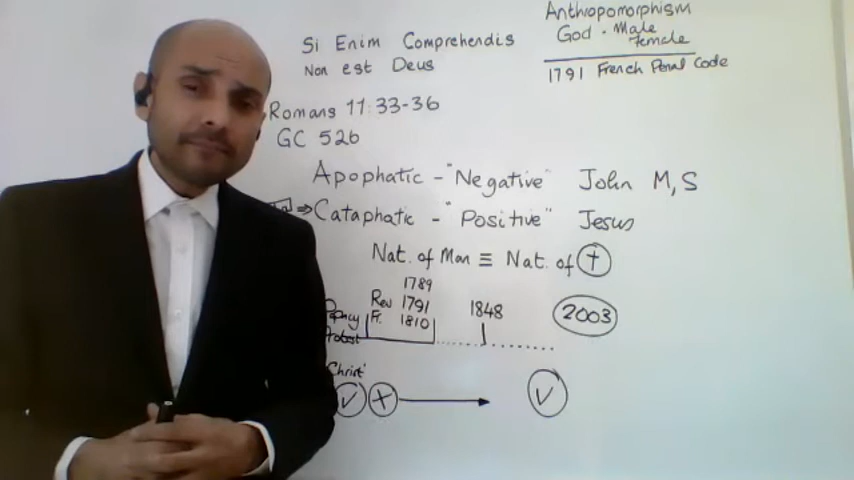 Si Enim Comprehendis
Non est Deus
Anthropomorphism
God · Male
Female
1791 French Penal Code
Romans 11:33-36
GC 526
Apophatic - "Negative" John M, S
⇒ Cataphatic - "Positive" Jesus
Nat. of Man ≡ Nat. of †
1789
Rev 1791
Fr. 1810
1848
2003
Protest
Christ'
✓ + ✓